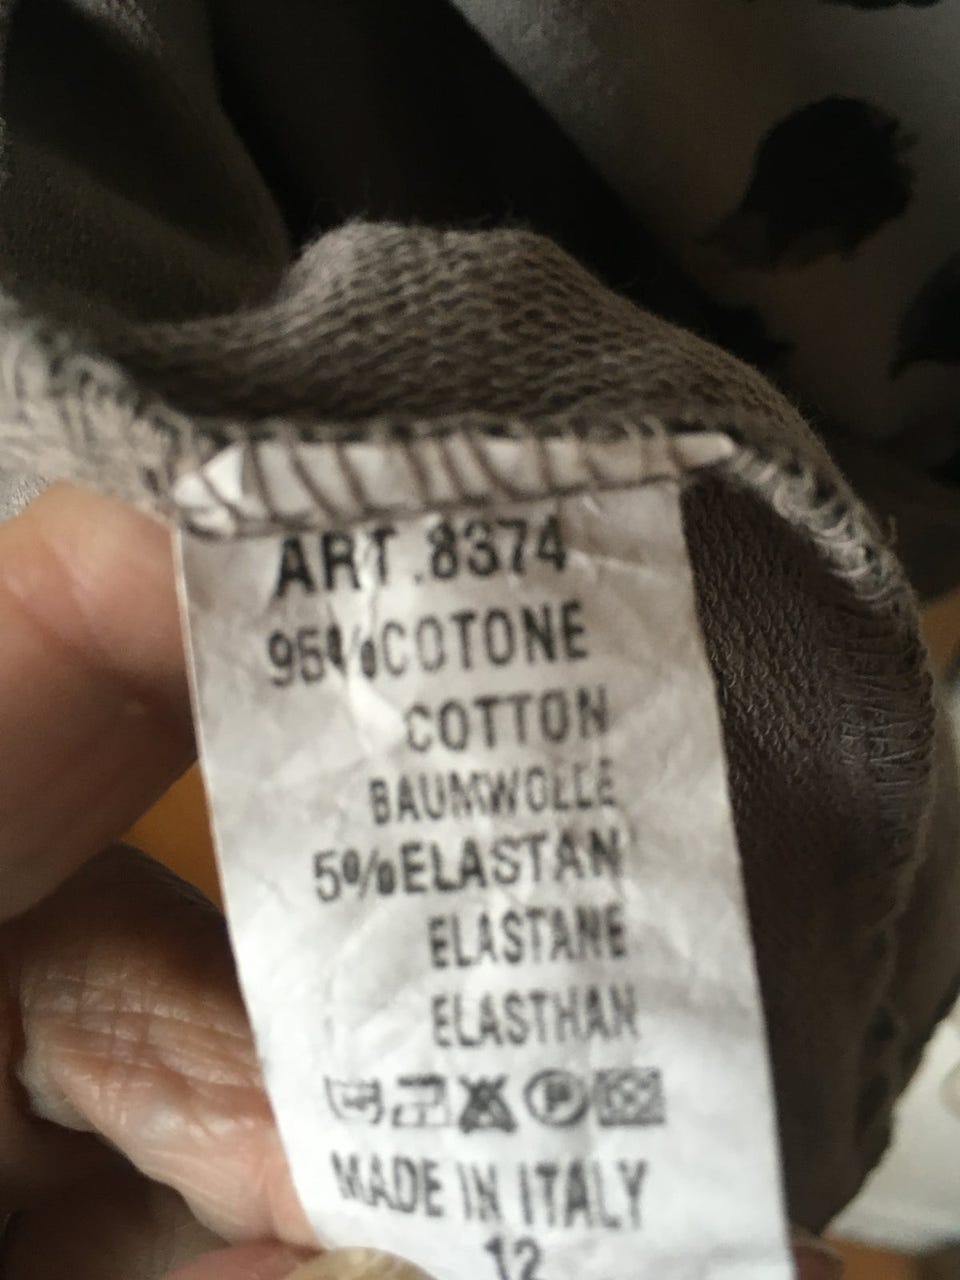 ART.8374
95%COTONE
COTTON
BAUMWOLLE
5%ELASTAN
ELASTANE
ELASTHAN
P
MADE IN ITALY
12